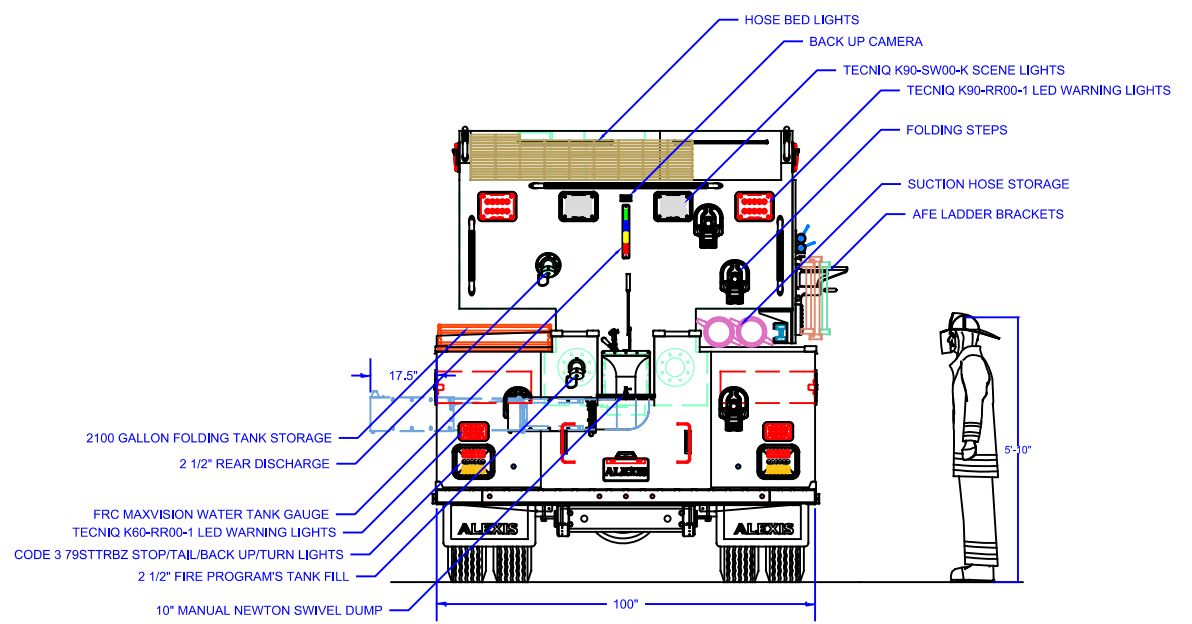 HOSE BED LIGHTS
BACK UP CAMERA
TECNIQ K90-SW00-K SCENE LIGHTS
TECNIQ K90-RR00-1 LED WARNING LIGHTS
FOLDING STEPS
SUCTION HOSE STORAGE
AFE LADDER BRACKETS
17.5"
2100 GALLON FOLDING TANK STORAGE
2 1/2" REAR DISCHARGE
5'-10"
ALEXIS
FRC MAXVISION WATER TANK GAUGE
TECNIQ K60-RR00-1 LED WARNING LIGHTS
ALEXIS
ALEXIS
CODE 3 79STTRBZ STOP/TAIL/BACK UP/TURN LIGHTS
2 1/2" FIRE PROGRAM'S TANK FILL
10" MANUAL NEWTON SWIVEL DUMP
100"